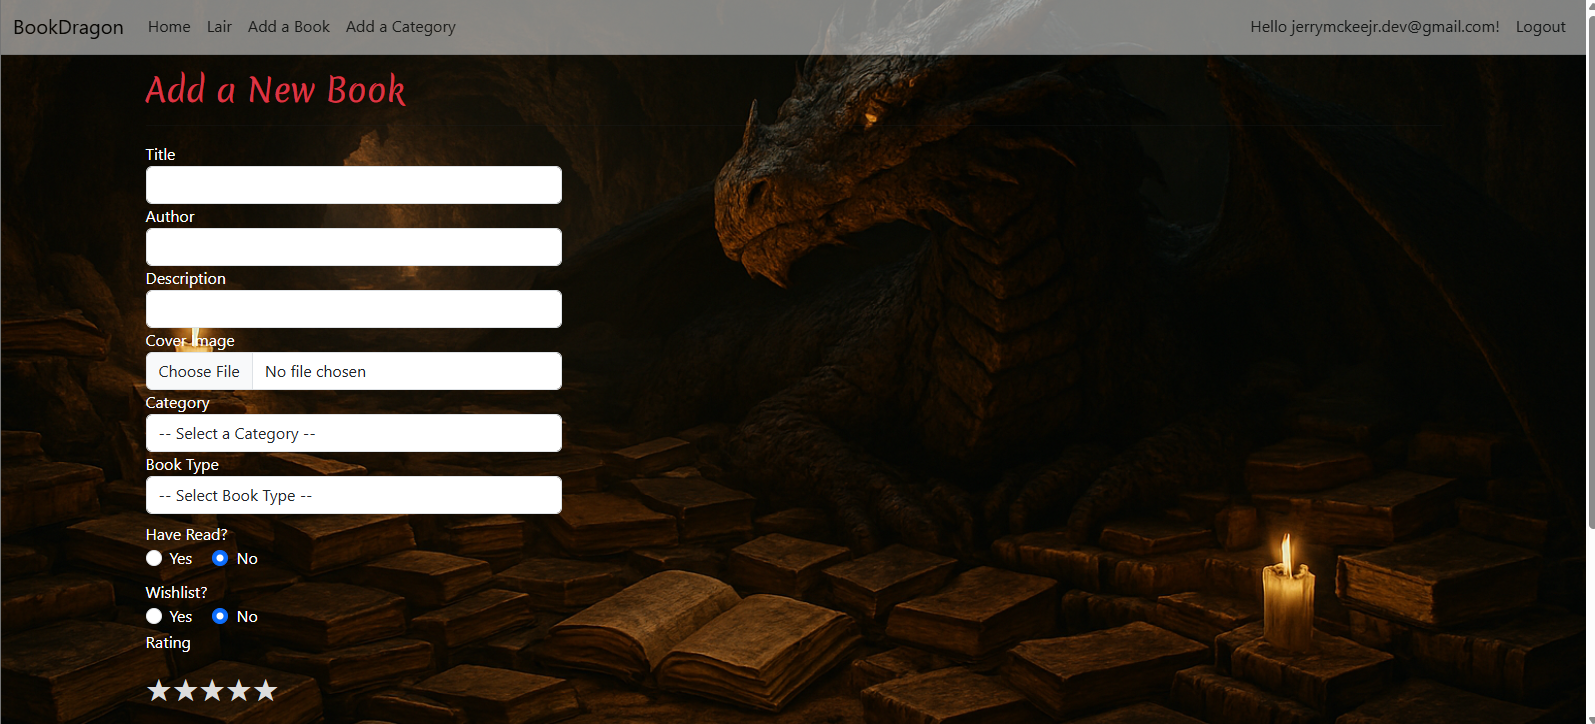 BookDragon Home Lair Add a Book Add a Category Hello jerrymckeejr.dev@gmail.com! Logout
Add a New Book
Title
Author
Description
Cover Image
Choose File No file chosen
Category
-- Select a Category --
Book Type
-- Select Book Type --
Have Read?
Yes No
Wishlist?
Yes No
Rating
★★★★★